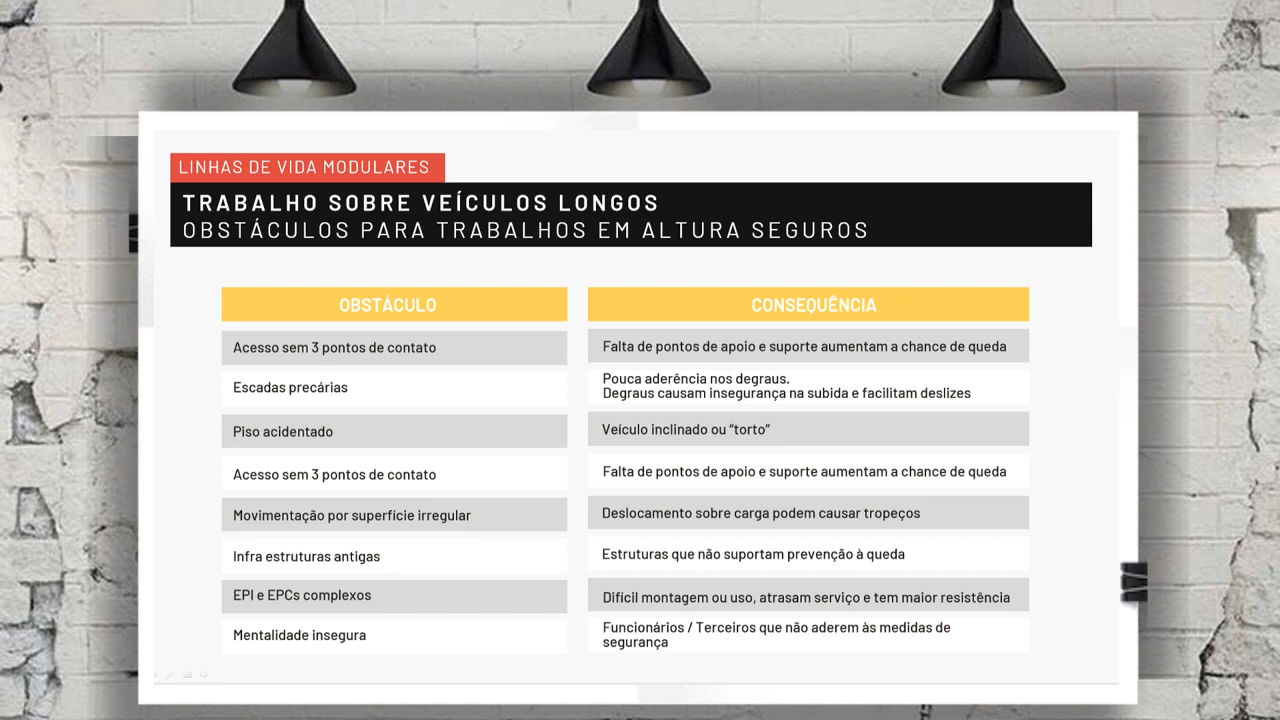 LINHAS DE VIDA MODULARES
TRABALHO SOBRE VEÍCULOS LONGOS
OBSTÁCULOS PARA TRABALHOS EM ALTURA SEGUROS
OBSTÁCULO
CONSEQUÊNCIA
Acesso sem 3 pontos de contato
Falta de pontos de apoio e suporte aumentam a chance de queda
Escadas precárias
Pouca aderência nos degraus.
Degraus causam insegurança na subida e facilitam deslizes
Piso acidentado
Veículo inclinado ou “torto”
Acesso sem 3 pontos de contato
Falta de pontos de apoio e suporte aumentam a chance de queda
Movimentação por superfície irregular
Deslocamento sobre carga podem causar tropeços
Infra estruturas antigas
Estruturas que não suportam prevenção à queda
EPI e EPCs complexos
Difícil montagem ou uso, atrasam serviço e tem maior resistência
Mentalidade insegura
Funcionários / Terceiros que não aderem às medidas de
segurança